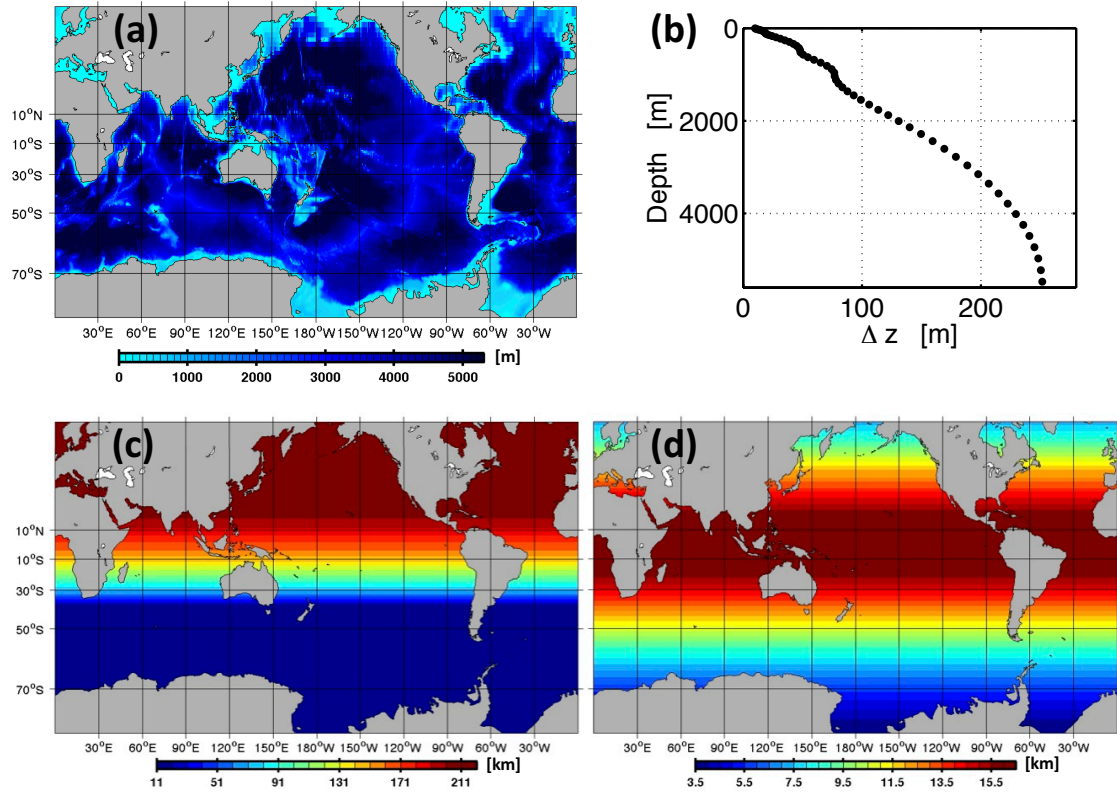 (a)
10°N
10°S
30°S
50°S
70°S
30°E 60°E 90°E 120°E 150°E 180°W 150°W 120°W 90°W 60°W 30°W
[m]
0 1000 2000 3000 4000 5000
(b)
0
2000
4000
Depth [m]
0 100 200
Δ z [m]
(c)
10°N
10°S
30°S
50°S
70°S
30°E 60°E 90°E 120°E 150°E 180°W 150°W 120°W 90°W 60°W 30°W
[km]
11 51 91 131 171 211
(d)
30°E 60°E 90°E 120°E 150°E 180°W 150°W 120°W 90°W 60°W 30°W
[km]
3.5 5.5 7.5 9.5 11.5 13.5 15.5